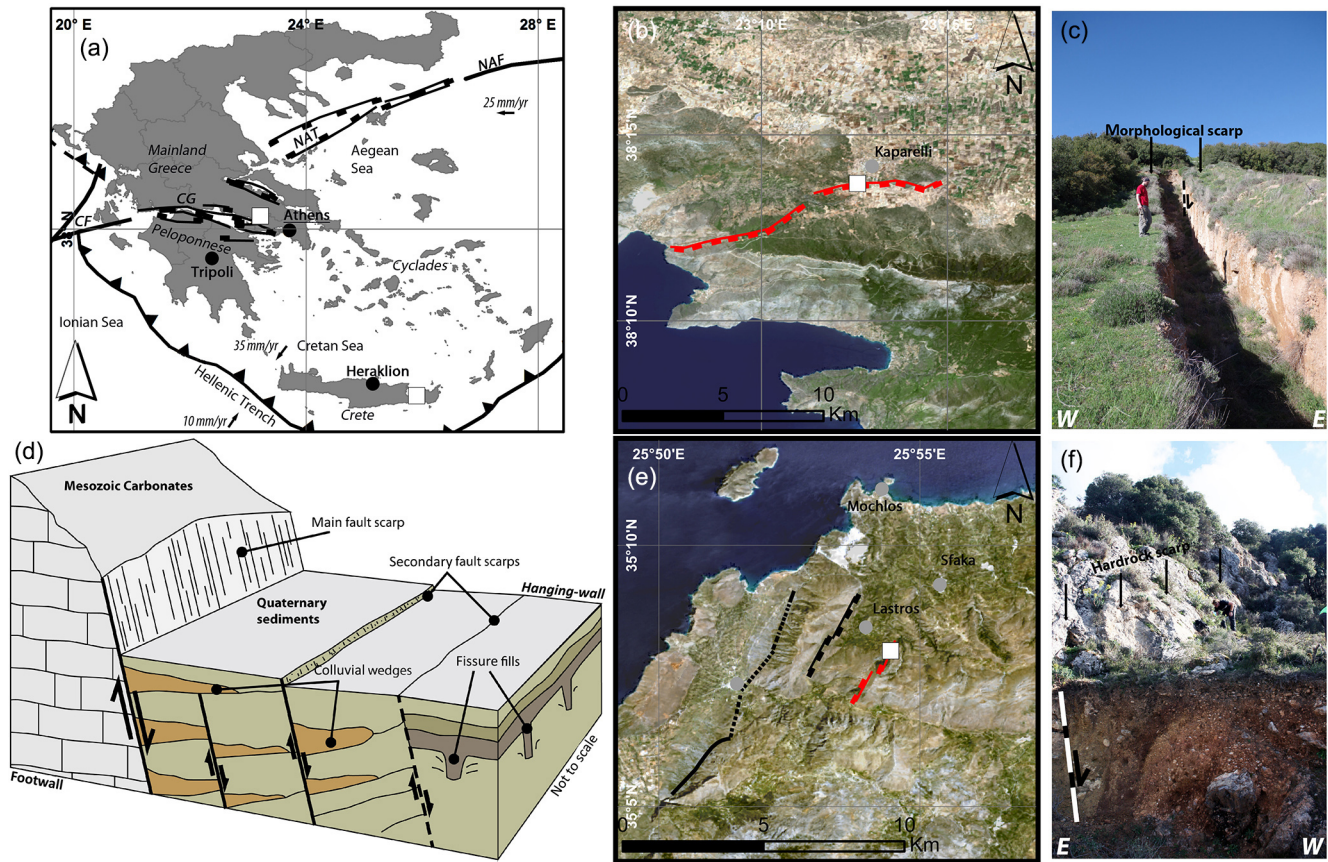 (a)
20 °E
24 °E
28 °E
NAF
25 mm/yr
NAT
Aegean
Sea
Mainland
Greece
CG
CF
Athens
Peloponnese
Tripoli
Cyclades
Ionian Sea
35 mm/yr
Cretan Sea
Heraklion
Hellenic Trench
Crete
10 mm/yr
N
(b)
23°10'E
23°16'E
N
38°15'N
Kaparelli
38°10'N
0
5
10
Km
(c)
Morphological scarp
W
E
(d)
Mesozoic Carbonates
Main fault scarp
Secondary fault scarps
Hanging-wall
Quaternary
sediments
Colluvial wedges
Fissure fills
Footwall
Not to scale
(e)
25°50'E
25°55'E
N
Mochlos
35°10'N
Sfaka
Lastros
35°5'N
0
5
10
Km
(f)
Hardrock scarp
E
W